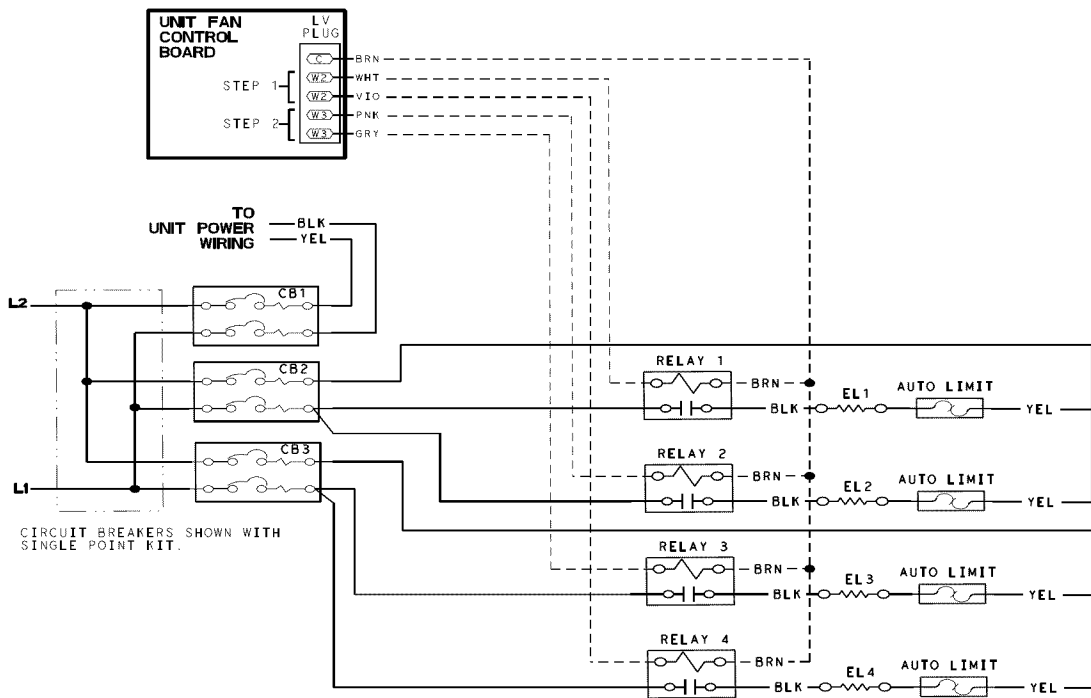 UNIT FAN
CONTROL
BOARD
LV
PLUG
C
BRN
STEP 1
W2
WHT
W2
VIO
STEP 2
W3
PNK
W3
GRY
TO
UNIT POWER
WIRING
BLK
YEL
L2
CB1
CB2
CB3
L1
CIRCUIT BREAKERS SHOWN WITH
SINGLE POINT KIT.
RELAY 1
BRN
BLK
EL1
AUTO LIMIT
YEL
RELAY 2
BRN
BLK
EL2
AUTO LIMIT
YEL
RELAY 3
BRN
BLK
EL3
AUTO LIMIT
YEL
RELAY 4
BRN
BLK
EL4
AUTO LIMIT
YEL